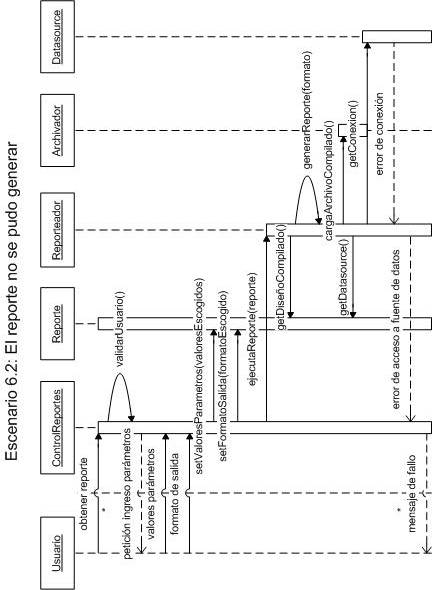 Escenario 6.2: El reporte no se pudo generar
Usuario
ControlReportes
Reporte
Reporteador
Archivador
Datasource
obtener reporte
validarUsuario()
*
petición ingreso parámetros
valores parámetros
formato de salida
setValoresParametros(valoresEscogidos)
setFormatoSalida(formatoEscogido)
ejecutaReporte(reporte)
getDiseñoCompilado()
generarReporte(formato)
cargaArchivoCompilado()
getDatasource()
getConexion()
error de conexión
error de acceso a fuente de datos
*
mensaje de fallo